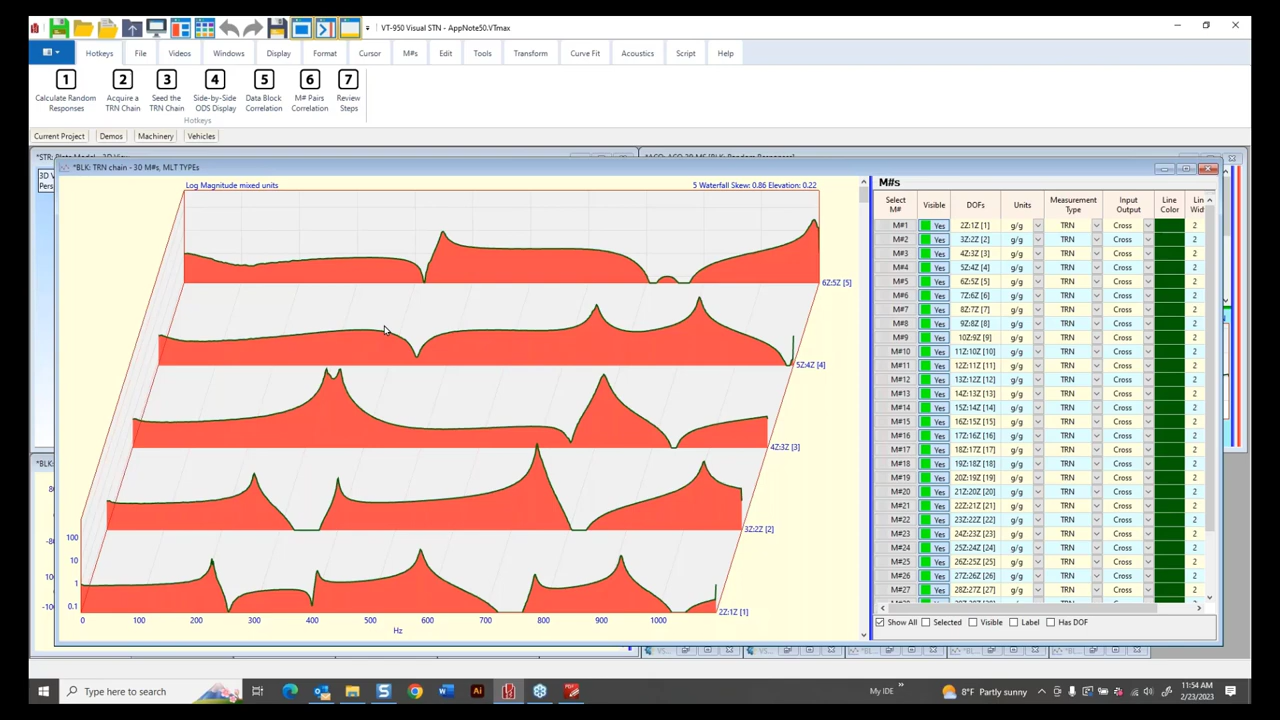 VT-950 Visual STN - AppNote50.VTmax
Hotkeys File Videos Windows Display Format Cursor M#s Edit Tools Transform Curve Fit Acoustics Script Help
1 2 3 4 5 6 7
Calculate Random Responses
Acquire a TRN Chain
Seed the TRN Chain
Side-by-Side ODS Display
Data Block Correlation
M# Pairs Correlation
Review Steps
Hotkeys
Current Project Demos Machinery Vehicles
*BLK: TRN chain - 30 M#s, MLT TYPES
Log Magnitude mixed units
5 Waterfall Skew: 0.86 Elevation: 0.22
6Z:5Z [5]
5Z:4Z [4]
4Z:3Z [3]
3Z:2Z [2]
2Z:1Z [1]
100
10
1
0.1
0 100 200 300 400 500 600 700 800 900 1000
Hz
M#s
Select M# Visible DOFs Units Measurement Type Input Output Line Color
M#1 Yes 2Z:1Z [1] g/g TRN Cross 2
M#2 Yes 3Z:2Z [2] g/g TRN Cross 2
M#3 Yes 4Z:3Z [3] g/g TRN Cross 2
M#4 Yes 5Z:4Z [4] g/g TRN Cross 2
M#5 Yes 6Z:5Z [5] g/g TRN Cross 2
M#6 Yes 7Z:6Z [6] g/g TRN Cross 2
M#7 Yes 8Z:7Z [7] g/g TRN Cross 2
M#8 Yes 9Z:8Z [8] g/g TRN Cross 2
M#9 Yes 10Z:9Z [9] g/g TRN Cross 2
M#10 Yes 11Z:10Z [10] g/g TRN Cross 2
M#11 Yes 12Z:11Z [11] g/g TRN Cross 2
M#12 Yes 13Z:12Z [12] g/g TRN Cross 2
M#13 Yes 14Z:13Z [13] g/g TRN Cross 2
M#14 Yes 15Z:14Z [14] g/g TRN Cross 2
M#15 Yes 16Z:15Z [15] g/g TRN Cross 2
M#16 Yes 17Z:16Z [16] g/g TRN Cross 2
M#17 Yes 18Z:17Z [17] g/g TRN Cross 2
M#18 Yes 19Z:18Z [18] g/g TRN Cross 2
M#19 Yes 20Z:19Z [19] g/g TRN Cross 2
M#20 Yes 21Z:20Z [20] g/g TRN Cross 2
M#21 Yes 22Z:21Z [21] g/g TRN Cross 2
M#22 Yes 23Z:22Z [22] g/g TRN Cross 2
M#23 Yes 24Z:23Z [23] g/g TRN Cross 2
M#24 Yes 25Z:24Z [24] g/g TRN Cross 2
M#25 Yes 26Z:25Z [25] g/g TRN Cross 2
M#26 Yes 27Z:26Z [26] g/g TRN Cross 2
M#27 Yes 28Z:27Z [27] g/g TRN Cross 2
Show All Selected Visible Label Has DOF
Type here to search
My IDE
8°F Partly sunny
11:54 AM
2/23/2023